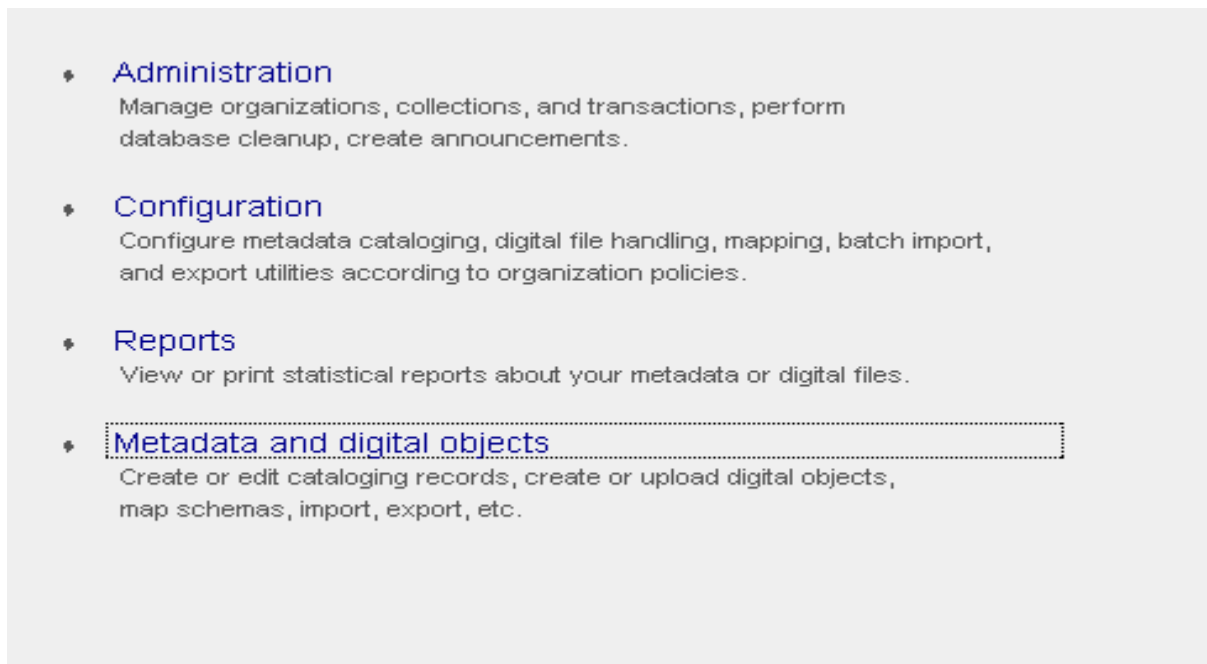 Administration
Manage organizations, collections, and transactions, perform
database cleanup, create announcements.
Configuration
Configure metadata cataloging, digital file handling, mapping, batch import,
and export utilities according to organization policies.
Reports
View or print statistical reports about your metadata or digital files.
Metadata and digital objects
Create or edit cataloging records, create or upload digital objects,
map schemas, import, export, etc.